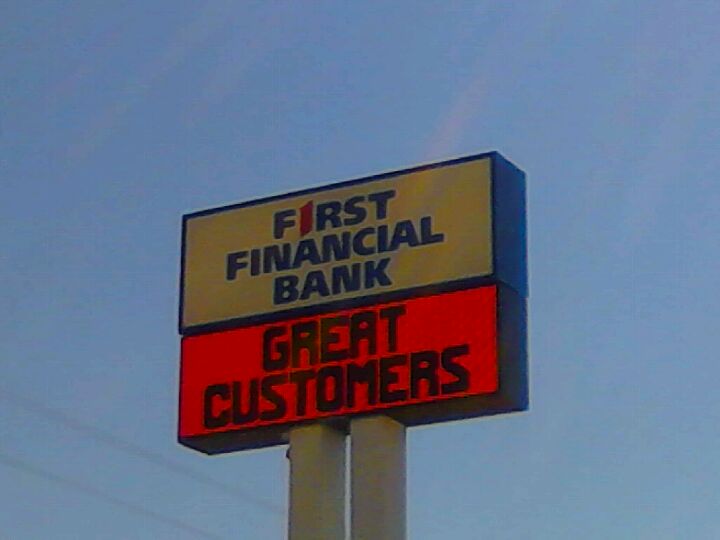 FIRST
FINANCIAL
BANK
GREAT
CUSTOMERS